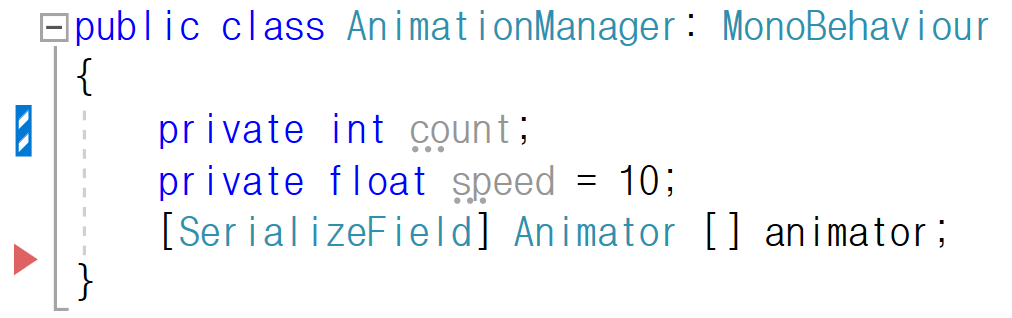 public class AnimationManager: MonoBehaviour
{
private int count;
private float speed = 10;
[SerializeField] Animator [] animator;
}